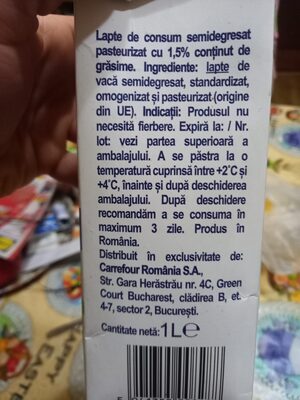 Lapte de consum semidegresat
pasteurizat cu 1,5% conținut de
grăsime. Ingrediente: lapte de
vacă semidegresat, standardizat,
omogenizat și pasteurizat (origine
din UE). Indicații: Produsul nu
necesită fierbere. Expiră la: / Nr.
lot: vezi partea superioară a
ambalajului. A se păstra la o
temperatură cuprinsă între +2°C și
+4°C, înainte și după deschiderea
ambalajului. După deschidere
recomandăm a se consuma în
maximum 3 zile. Produs în
România.
Distribuit în exclusivitate de:
Carrefour România S.A.,
Str. Gara Herăstrău nr. 4C, Green
Court Bucharest, clădirea B, et.
4-7, sector 2, București.
Cantitate netă: 1L℮
HAPPY
EASTER